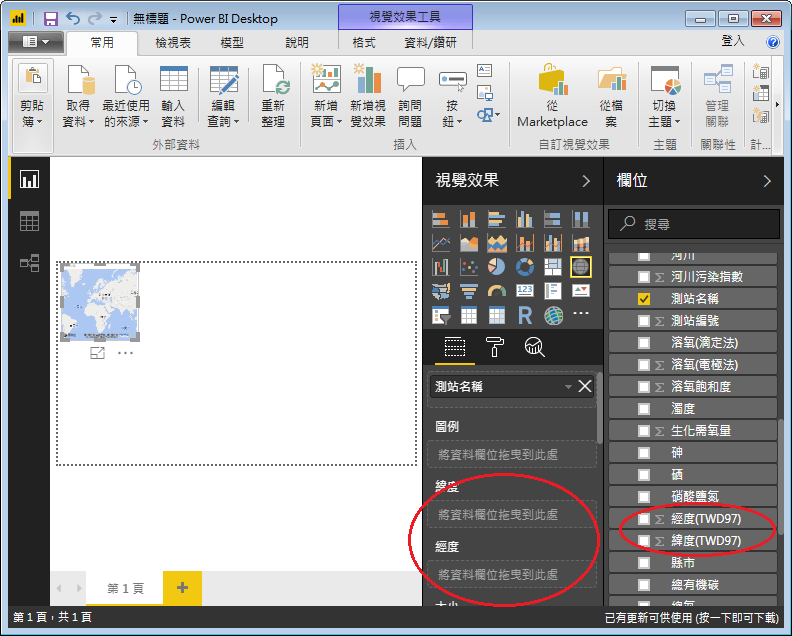 無標題 - Power BI Desktop
視覺效果工具
常用
檢視表
模型
說明
格式
資料/鑽研
登入
剪貼簿
取得資料
最近使用的來源
輸入資料
編輯查詢
重新整理
新增頁面
新增視覺效果
詢問問題
按鈕
從 Marketplace
從檔案
切換主題
管理關聯
外部資料
插入
自訂視覺效果
主題
關聯性
計...
視覺效果
欄位
搜尋
河川
河川污染指數
測站名稱
測站編號
溶氧(滴定法)
溶氧(電極法)
溶氧飽和度
濁度
生化需氧量
砷
硒
硝酸鹽氮
經度(TWD97)
緯度(TWD97)
縣市
總有機碳
總氮
123
R
測站名稱
圖例
將資料欄位拖曳到此處
緯度
將資料欄位拖曳到此處
經度
將資料欄位拖曳到此處
大小
第 1 頁
第 1 頁，共 1 頁
已有更新可供使用 (按一下即可下載)